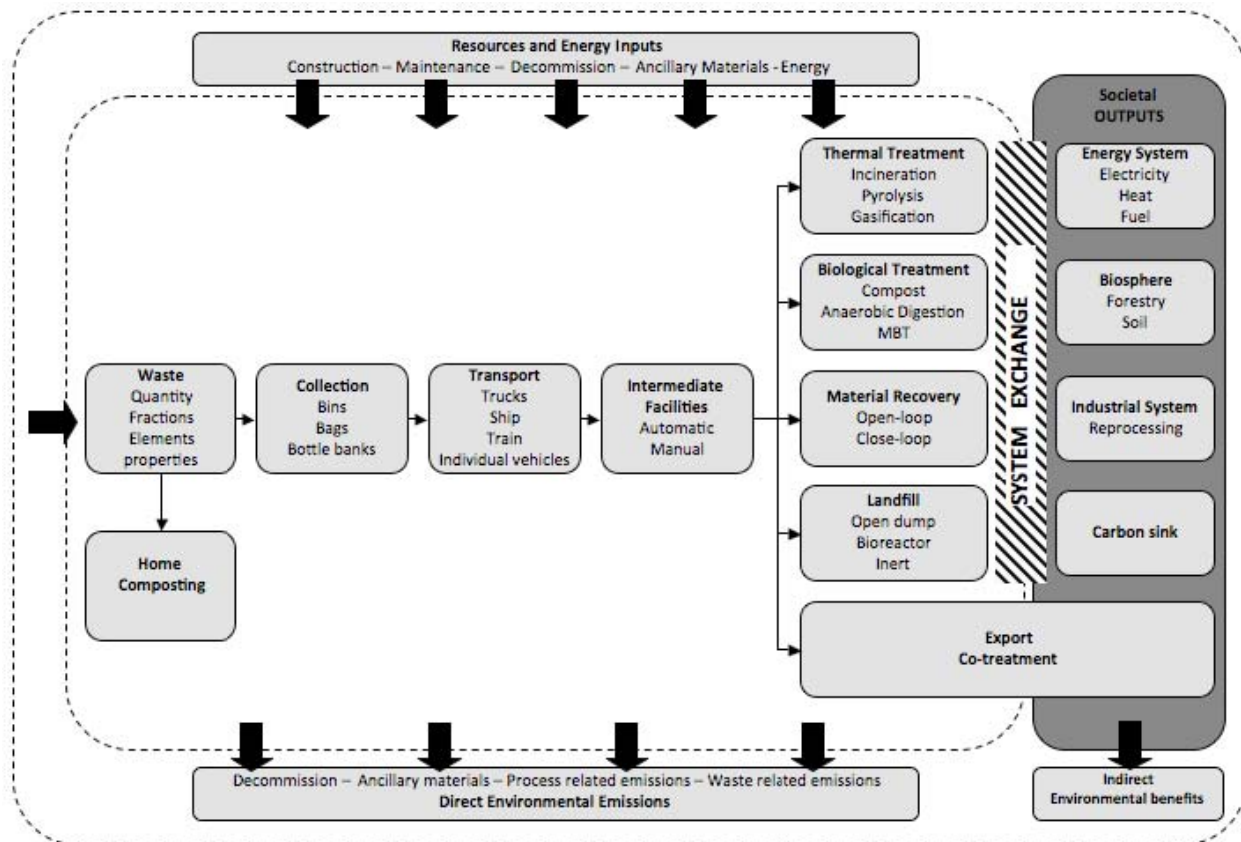 Resources and Energy Inputs
Construction – Maintenance – Decommission – Ancillary Materials - Energy
Societal
OUTPUTS
Thermal Treatment
Incineration
Pyrolysis
Gasification
Energy System
Electricity
Heat
Fuel
Biological Treatment
Compost
Anaerobic Digestion
MBT
Biosphere
Forestry
Soil
SYSTEM EXCHANGE
Waste
Quantity
Fractions
Elements
properties
Collection
Bins
Bags
Bottle banks
Transport
Trucks
Ship
Train
Individual vehicles
Intermediate
Facilities
Automatic
Manual
Material Recovery
Open-loop
Close-loop
Industrial System
Reprocessing
Landfill
Open dump
Bioreactor
Inert
Carbon sink
Home
Composting
Export
Co-treatment
Decommission – Ancillary materials – Process related emissions – Waste related emissions
Direct Environmental Emissions
Indirect
Environmental benefits